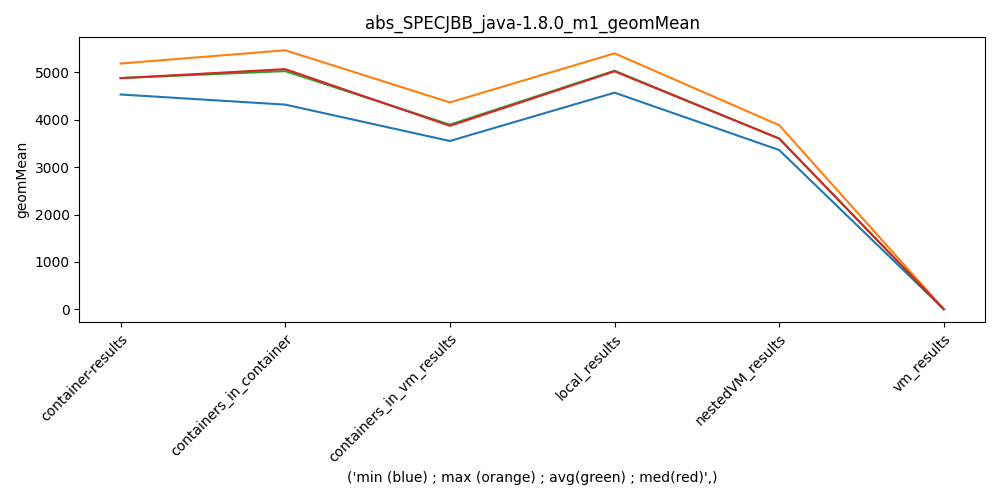 abs_SPECJBB_java-1.8.0_m1_geomMean
geomMean
5000
4000
3000
2000
1000
0
container-results
containers_in_container
containers_in_vm_results
local_results
nestedVM_results
vm_results
('min (blue) ; max (orange) ; avg(green) ; med(red)',)